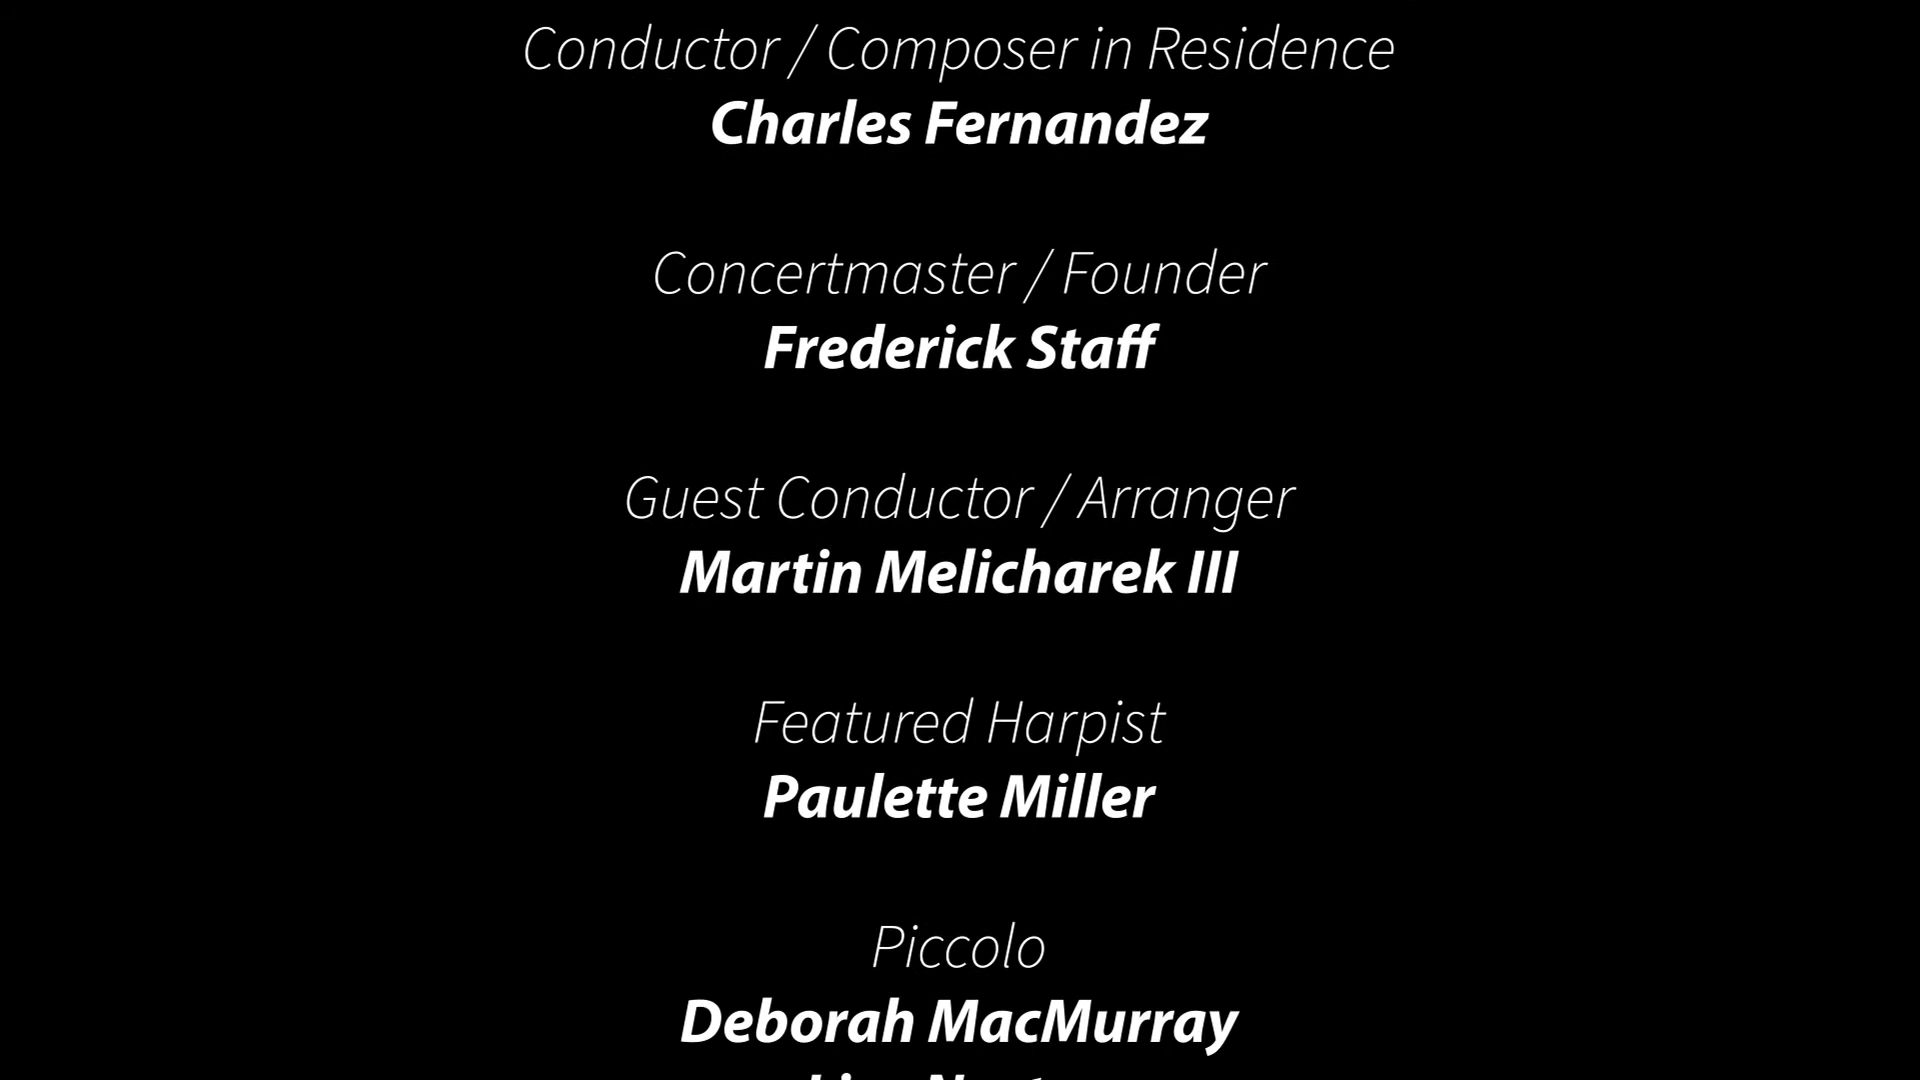 Conductor / Composer in Residence
Charles Fernandez
Concertmaster / Founder
Frederick Staff
Guest Conductor / Arranger
Martin Melicharek III
Featured Harpist
Paulette Miller
Piccolo
Deborah MacMurray